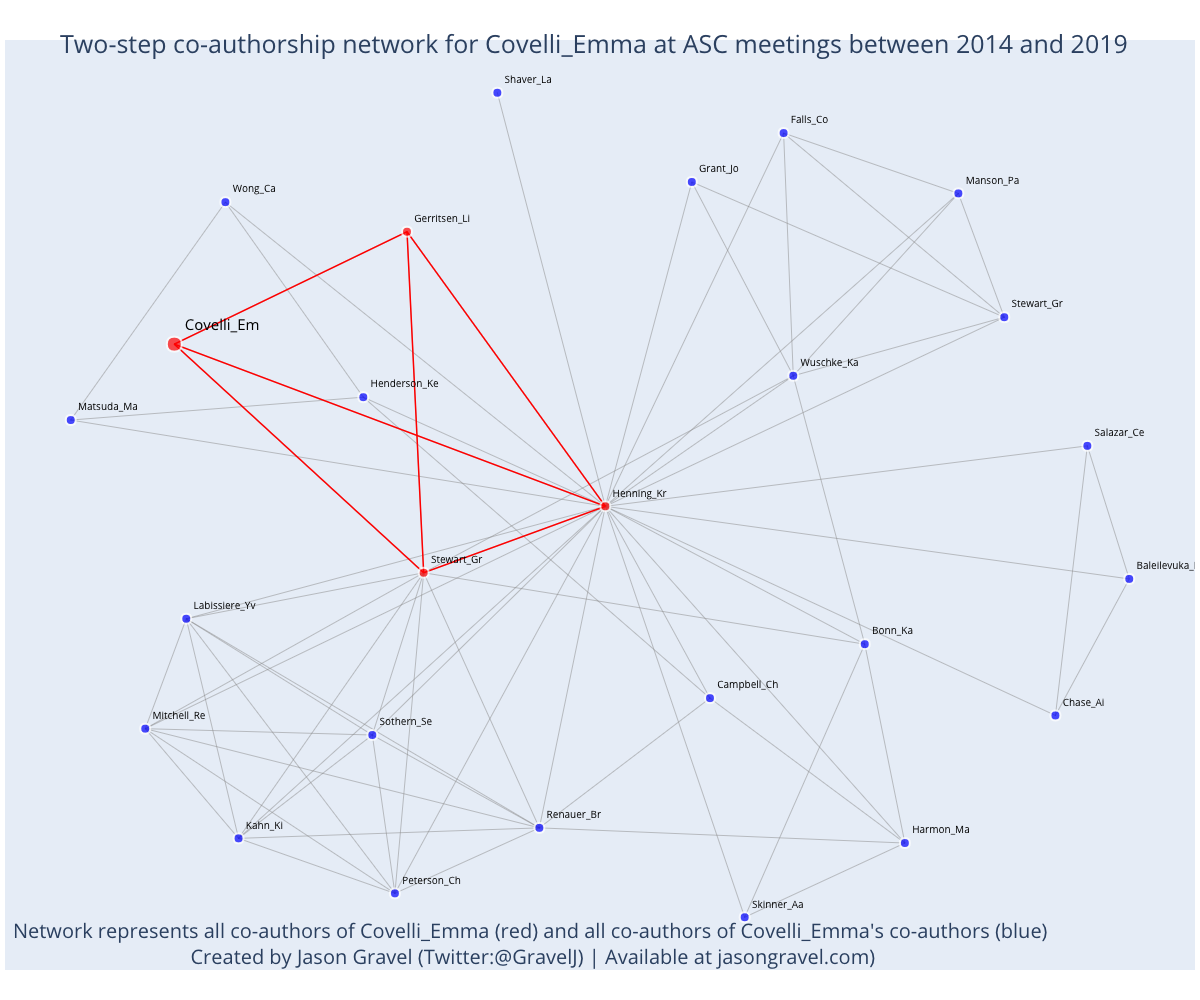 Two-step co-authorship network for Covelli_Emma at ASC meetings between 2014 and 2019
Shaver_La
Falls_Co
Grant_Jo
Manson_Pa
Wong_Ca
Gerritsen_Li
Stewart_Gr
Covelli_Em
Wuschke_Ka
Henderson_Ke
Matsuda_Ma
Salazar_Ce
Henning_Kr
Stewart_Gr
Baleilevuka_
Labissiere_Yv
Bonn_Ka
Campbell_Ch
Chase_Ai
Mitchell_Re
Sothern_Se
Renauer_Br
Kahn_Ki
Harmon_Ma
Peterson_Ch
Skinner_Aa
Network represents all co-authors of Covelli_Emma (red) and all co-authors of Covelli_Emma's co-authors (blue)
Created by Jason Gravel (Twitter:@GravelJ) | Available at jasongravel.com)